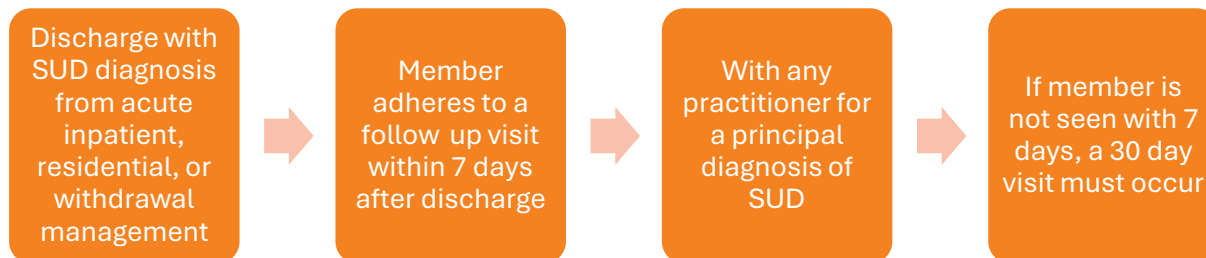 Discharge with
SUD diagnosis
from acute
inpatient,
residential, or
withdrawal
management
Member
adheres to a
follow up visit
within 7 days
after discharge
With any
practitioner for
a principal
diagnosis of
SUD
If member is
not seen with 7
days, a 30 day
visit must occur